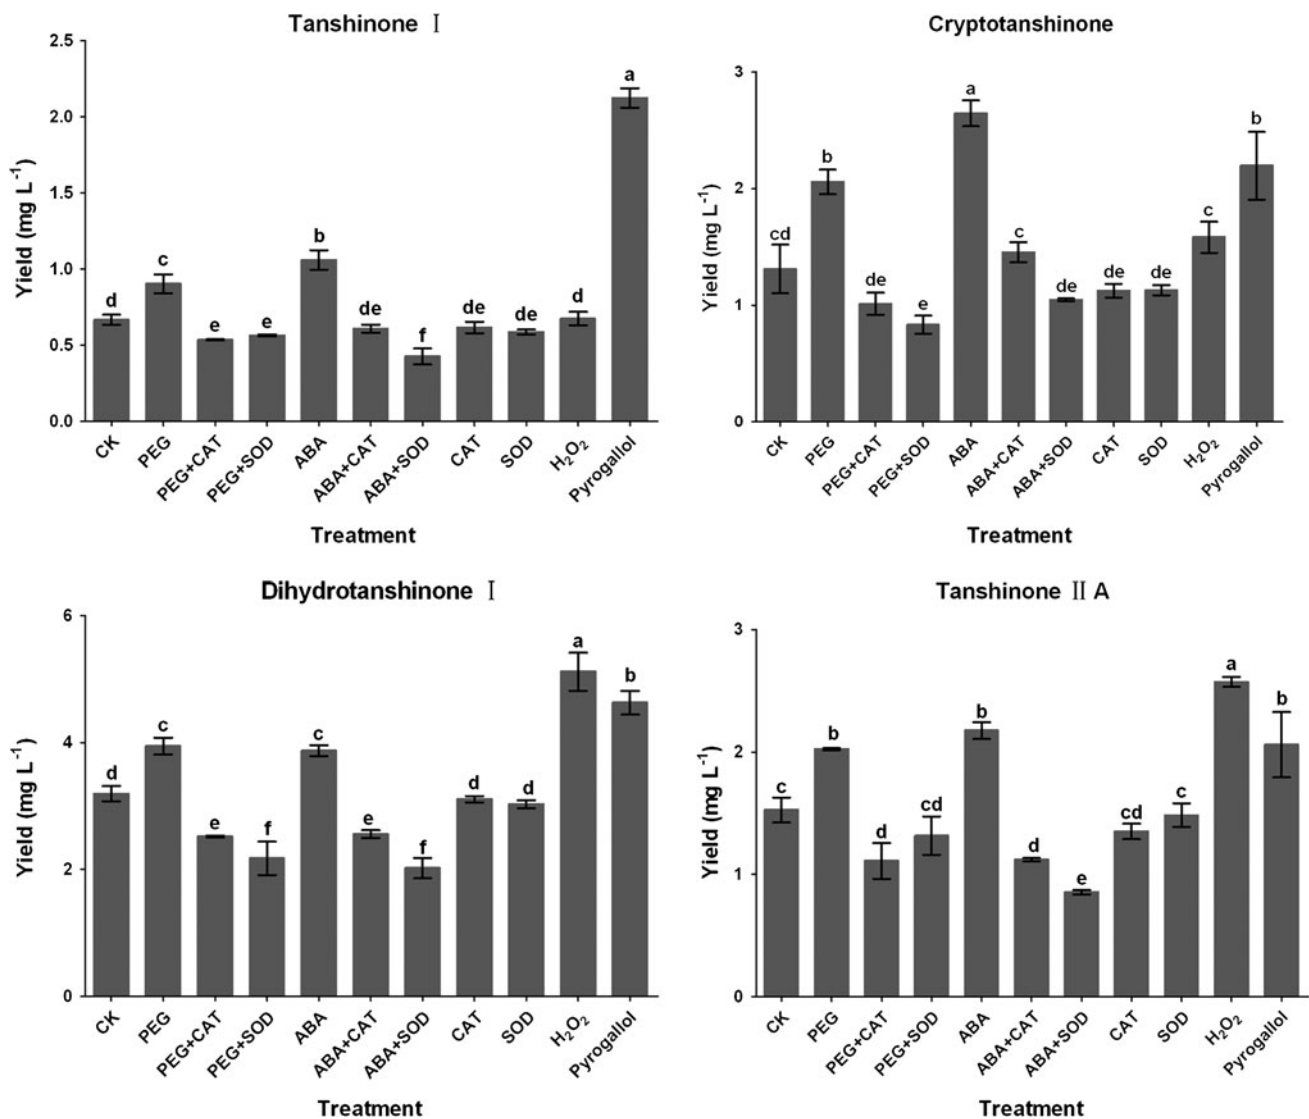 Tanshinone Ⅰ
Yield (mg L⁻¹)
2.5
2.0
1.5
1.0
0.5
0.0
d
c
e
e
b
de
f
de
de
d
a
CK
PEG
PEG+CAT
PEG+SOD
ABA
ABA+CAT
ABA+SOD
CAT
SOD
H₂O₂
Pyrogallol
Treatment
Cryptotanshinone
Yield (mg L⁻¹)
3
2
1
0
cd
b
de
e
a
c
de
de
de
c
b
CK
PEG
PEG+CAT
PEG+SOD
ABA
ABA+CAT
ABA+SOD
CAT
SOD
H₂O₂
Pyrogallol
Treatment
Dihydrotanshinone Ⅰ
Yield (mg L⁻¹)
6
4
2
0
d
c
e
f
c
e
f
d
d
a
b
CK
PEG
PEG+CAT
PEG+SOD
ABA
ABA+CAT
ABA+SOD
CAT
SOD
H₂O₂
Pyrogallol
Treatment
Tanshinone Ⅱ A
Yield (mg L⁻¹)
3
2
1
0
c
b
d
cd
b
d
e
cd
c
a
b
CK
PEG
PEG+CAT
PEG+SOD
ABA
ABA+CAT
ABA+SOD
CAT
SOD
H₂O₂
Pyrogallol
Treatment